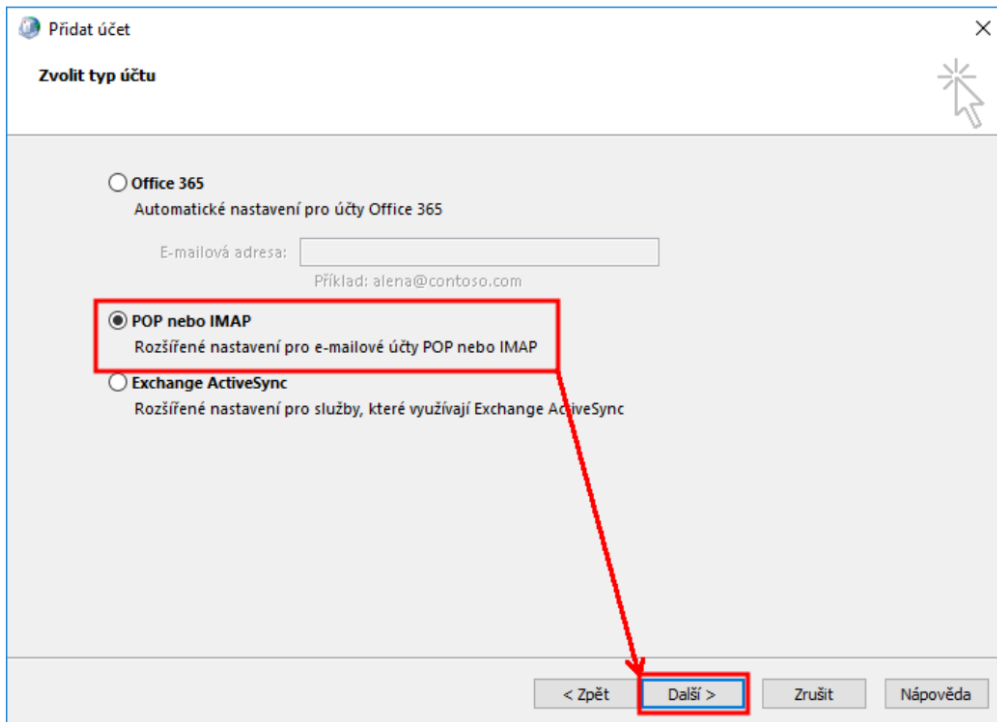 Přidat účet
Zvolit typ účtu
Office 365
Automatické nastavení pro účty Office 365
E-mailová adresa:
Příklad: alena@contoso.com
POP nebo IMAP
Rozšířené nastavení pro e-mailové účty POP nebo IMAP
Exchange ActiveSync
Rozšířené nastavení pro služby, které využívají Exchange ActiveSync
< Zpět Další > Zrušit Nápověda